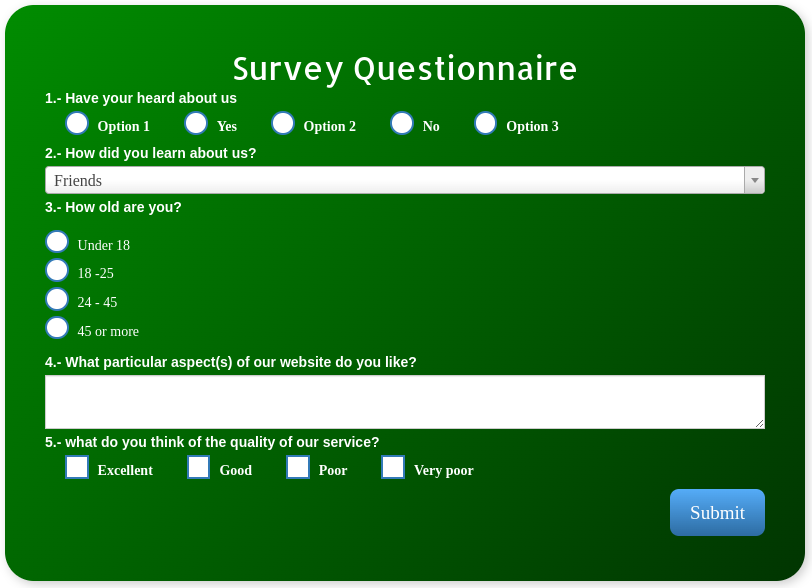 Survey Questionnaire
1.- Have your heard about us
Option 1 Yes Option 2 No Option 3
2.- How did you learn about us?
Friends
3.- How old are you?
Under 18
18 -25
24 - 45
45 or more
4.- What particular aspect(s) of our website do you like?
5.- what do you think of the quality of our service?
Excellent Good Poor Very poor
Submit